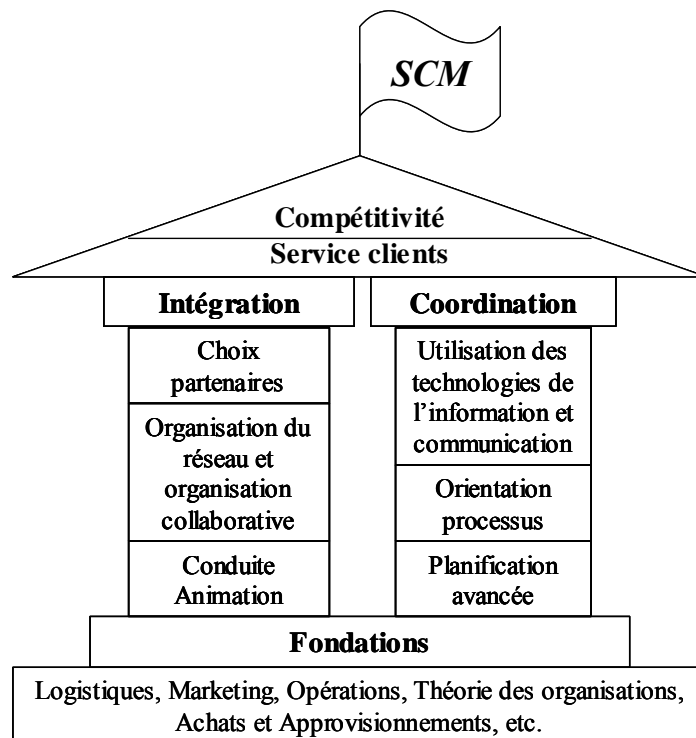 SCM
Compétitivité
Service clients
Intégration
Choix
partenaires
Organisation du
réseau et
organisation
collaborative
Conduite
Animation
Coordination
Utilisation des
technologies de
l'information et
communication
Orientation
processus
Planification
avancée
Fondations
Logistiques, Marketing, Opérations, Théorie des organisations,
Achats et Approvisionnements, etc.